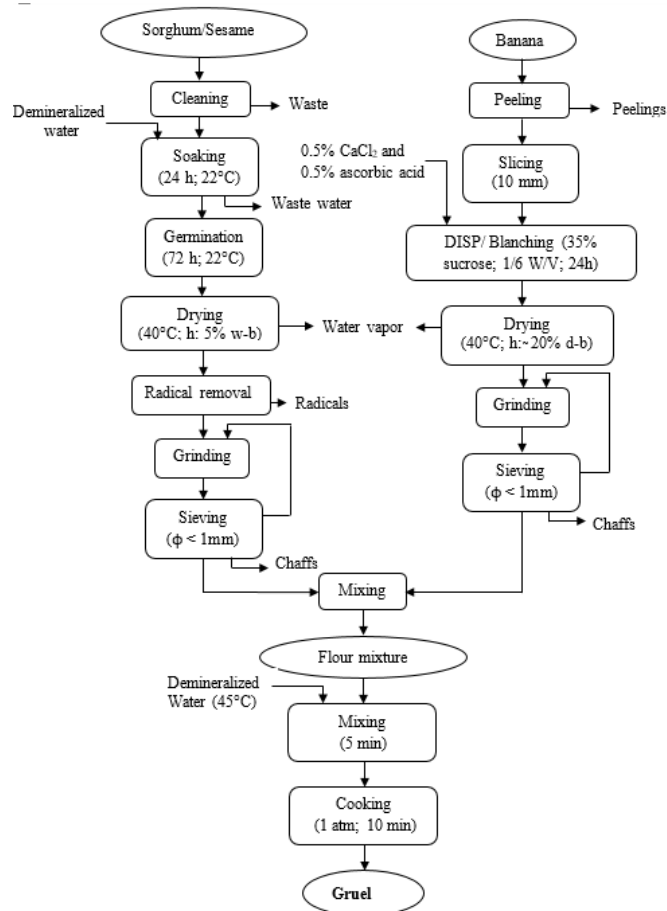 Sorghum/Sesame
Cleaning
Waste
Demineralized
water
Soaking
(24 h; 22°C)
Waste water
Germination
(72 h; 22°C)
Drying
(40°C; h: 5% w-b)
Water vapor
Radical removal
Radicals
Grinding
Sieving
(ϕ < 1mm)
Chaffs
Banana
Peeling
Peelings
Slicing
(10 mm)
0.5% CaCl₂ and
0.5% ascorbic acid
DISP/ Blanching (35%
sucrose; 1/6 W/V; 24h)
Drying
(40°C; h:~20% d-b)
Grinding
Sieving
(ϕ < 1mm)
Chaffs
Mixing
Flour mixture
Demineralized
Water (45°C)
Mixing
(5 min)
Cooking
(1 atm; 10 min)
Gruel